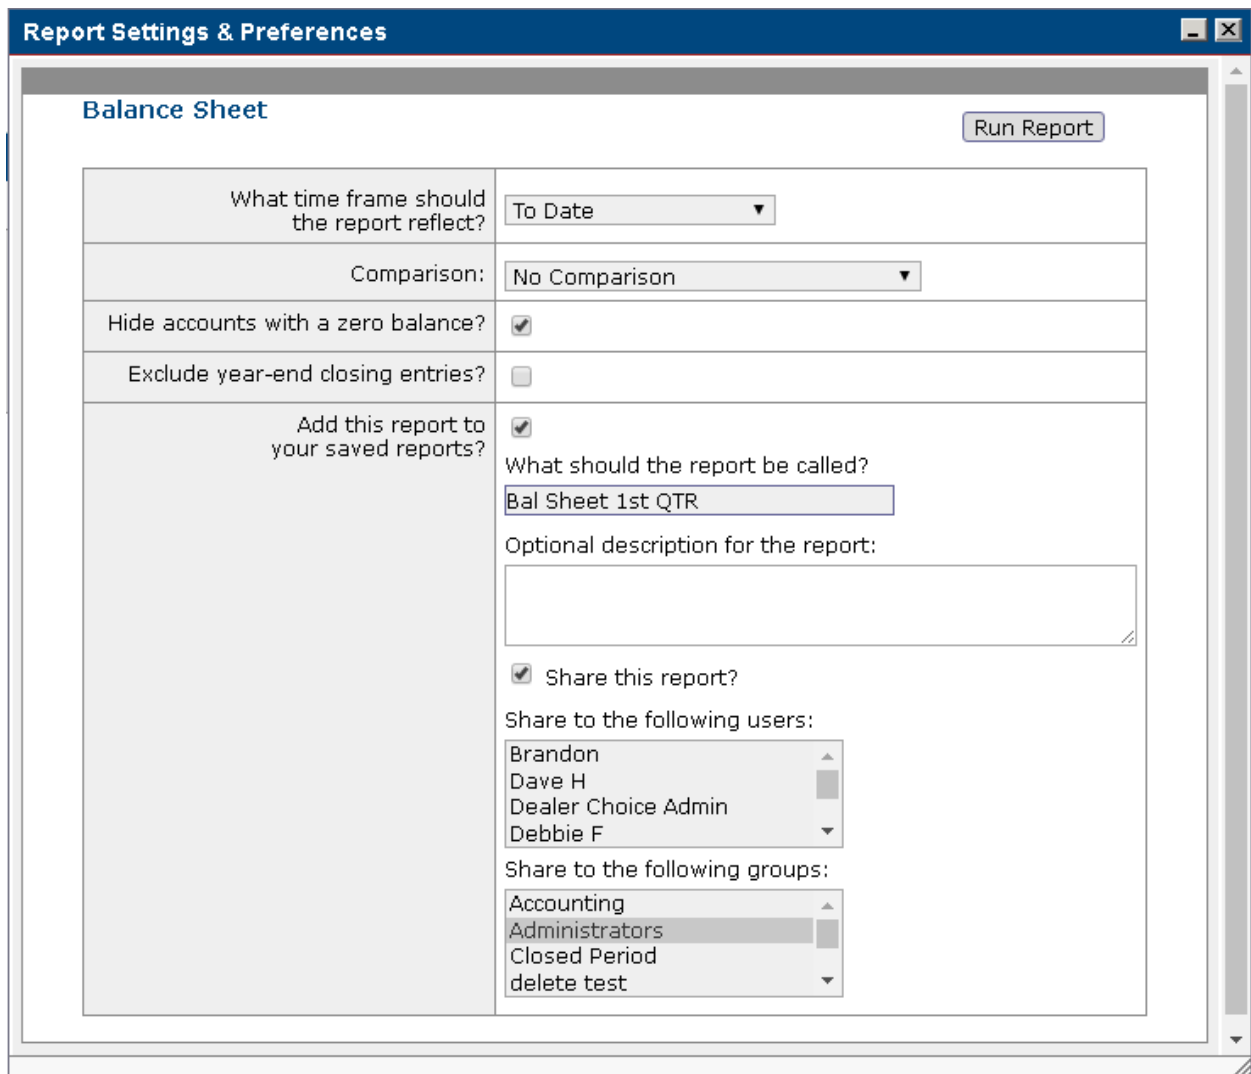 Report Settings & Preferences
Balance Sheet
Run Report
What time frame should
the report reflect?
To Date
Comparison:
No Comparison
Hide accounts with a zero balance?
Exclude year-end closing entries?
Add this report to
your saved reports?
What should the report be called?
Bal Sheet 1st QTR
Optional description for the report:
Share this report?
Share to the following users:
Brandon
Dave H
Dealer Choice Admin
Debbie F
Share to the following groups:
Accounting
Administrators
Closed Period
delete test